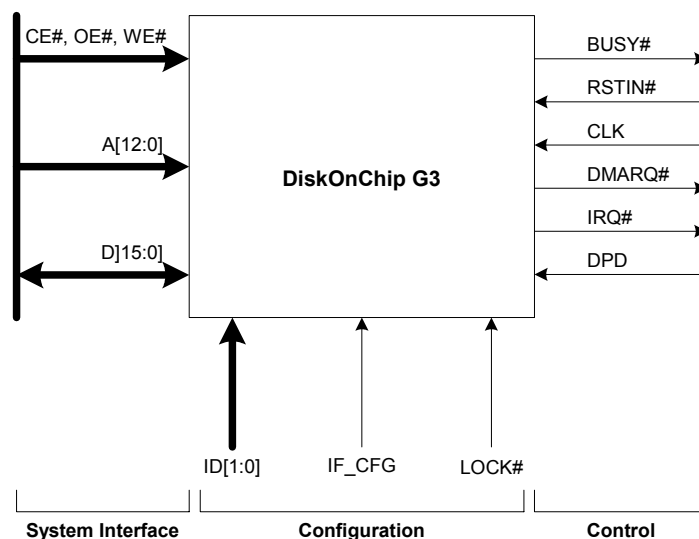 CE#, OE#, WE#
A[12:0]
D]15:0]
DiskOnChip G3
BUSY#
RSTIN#
CLK
DMARQ#
IRQ#
DPD
ID[1:0]
IF_CFG
LOCK#
System Interface
Configuration
Control